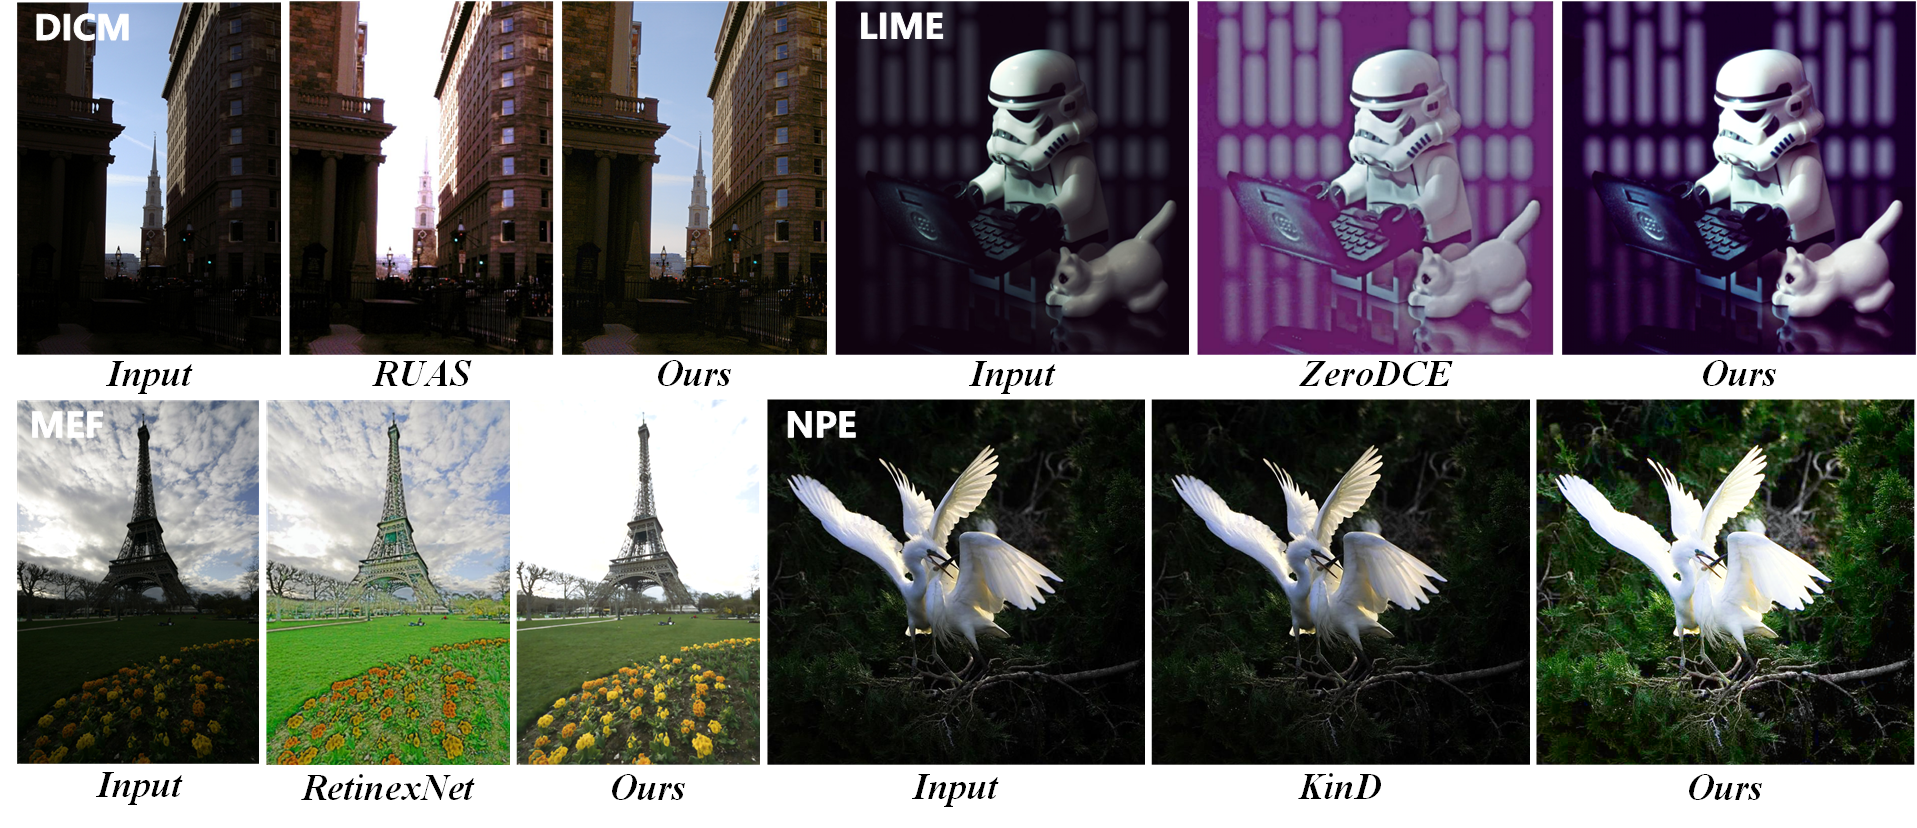 DICM
LIME
Input
RUAS
Ours
Input
ZeroDCE
Ours
MEF
NPE
Input
RetinexNet
Ours
Input
KinD
Ours